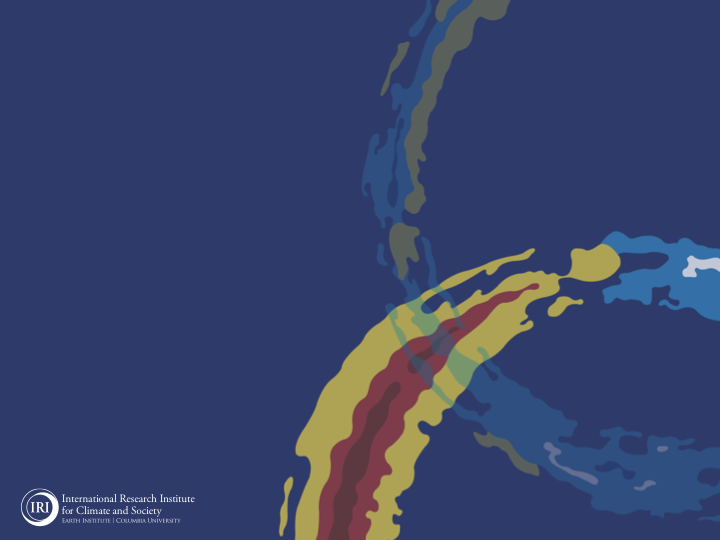 IRI
International Research Institute
for Climate and Society
EARTH INSTITUTE | COLUMBIA UNIVERSITY